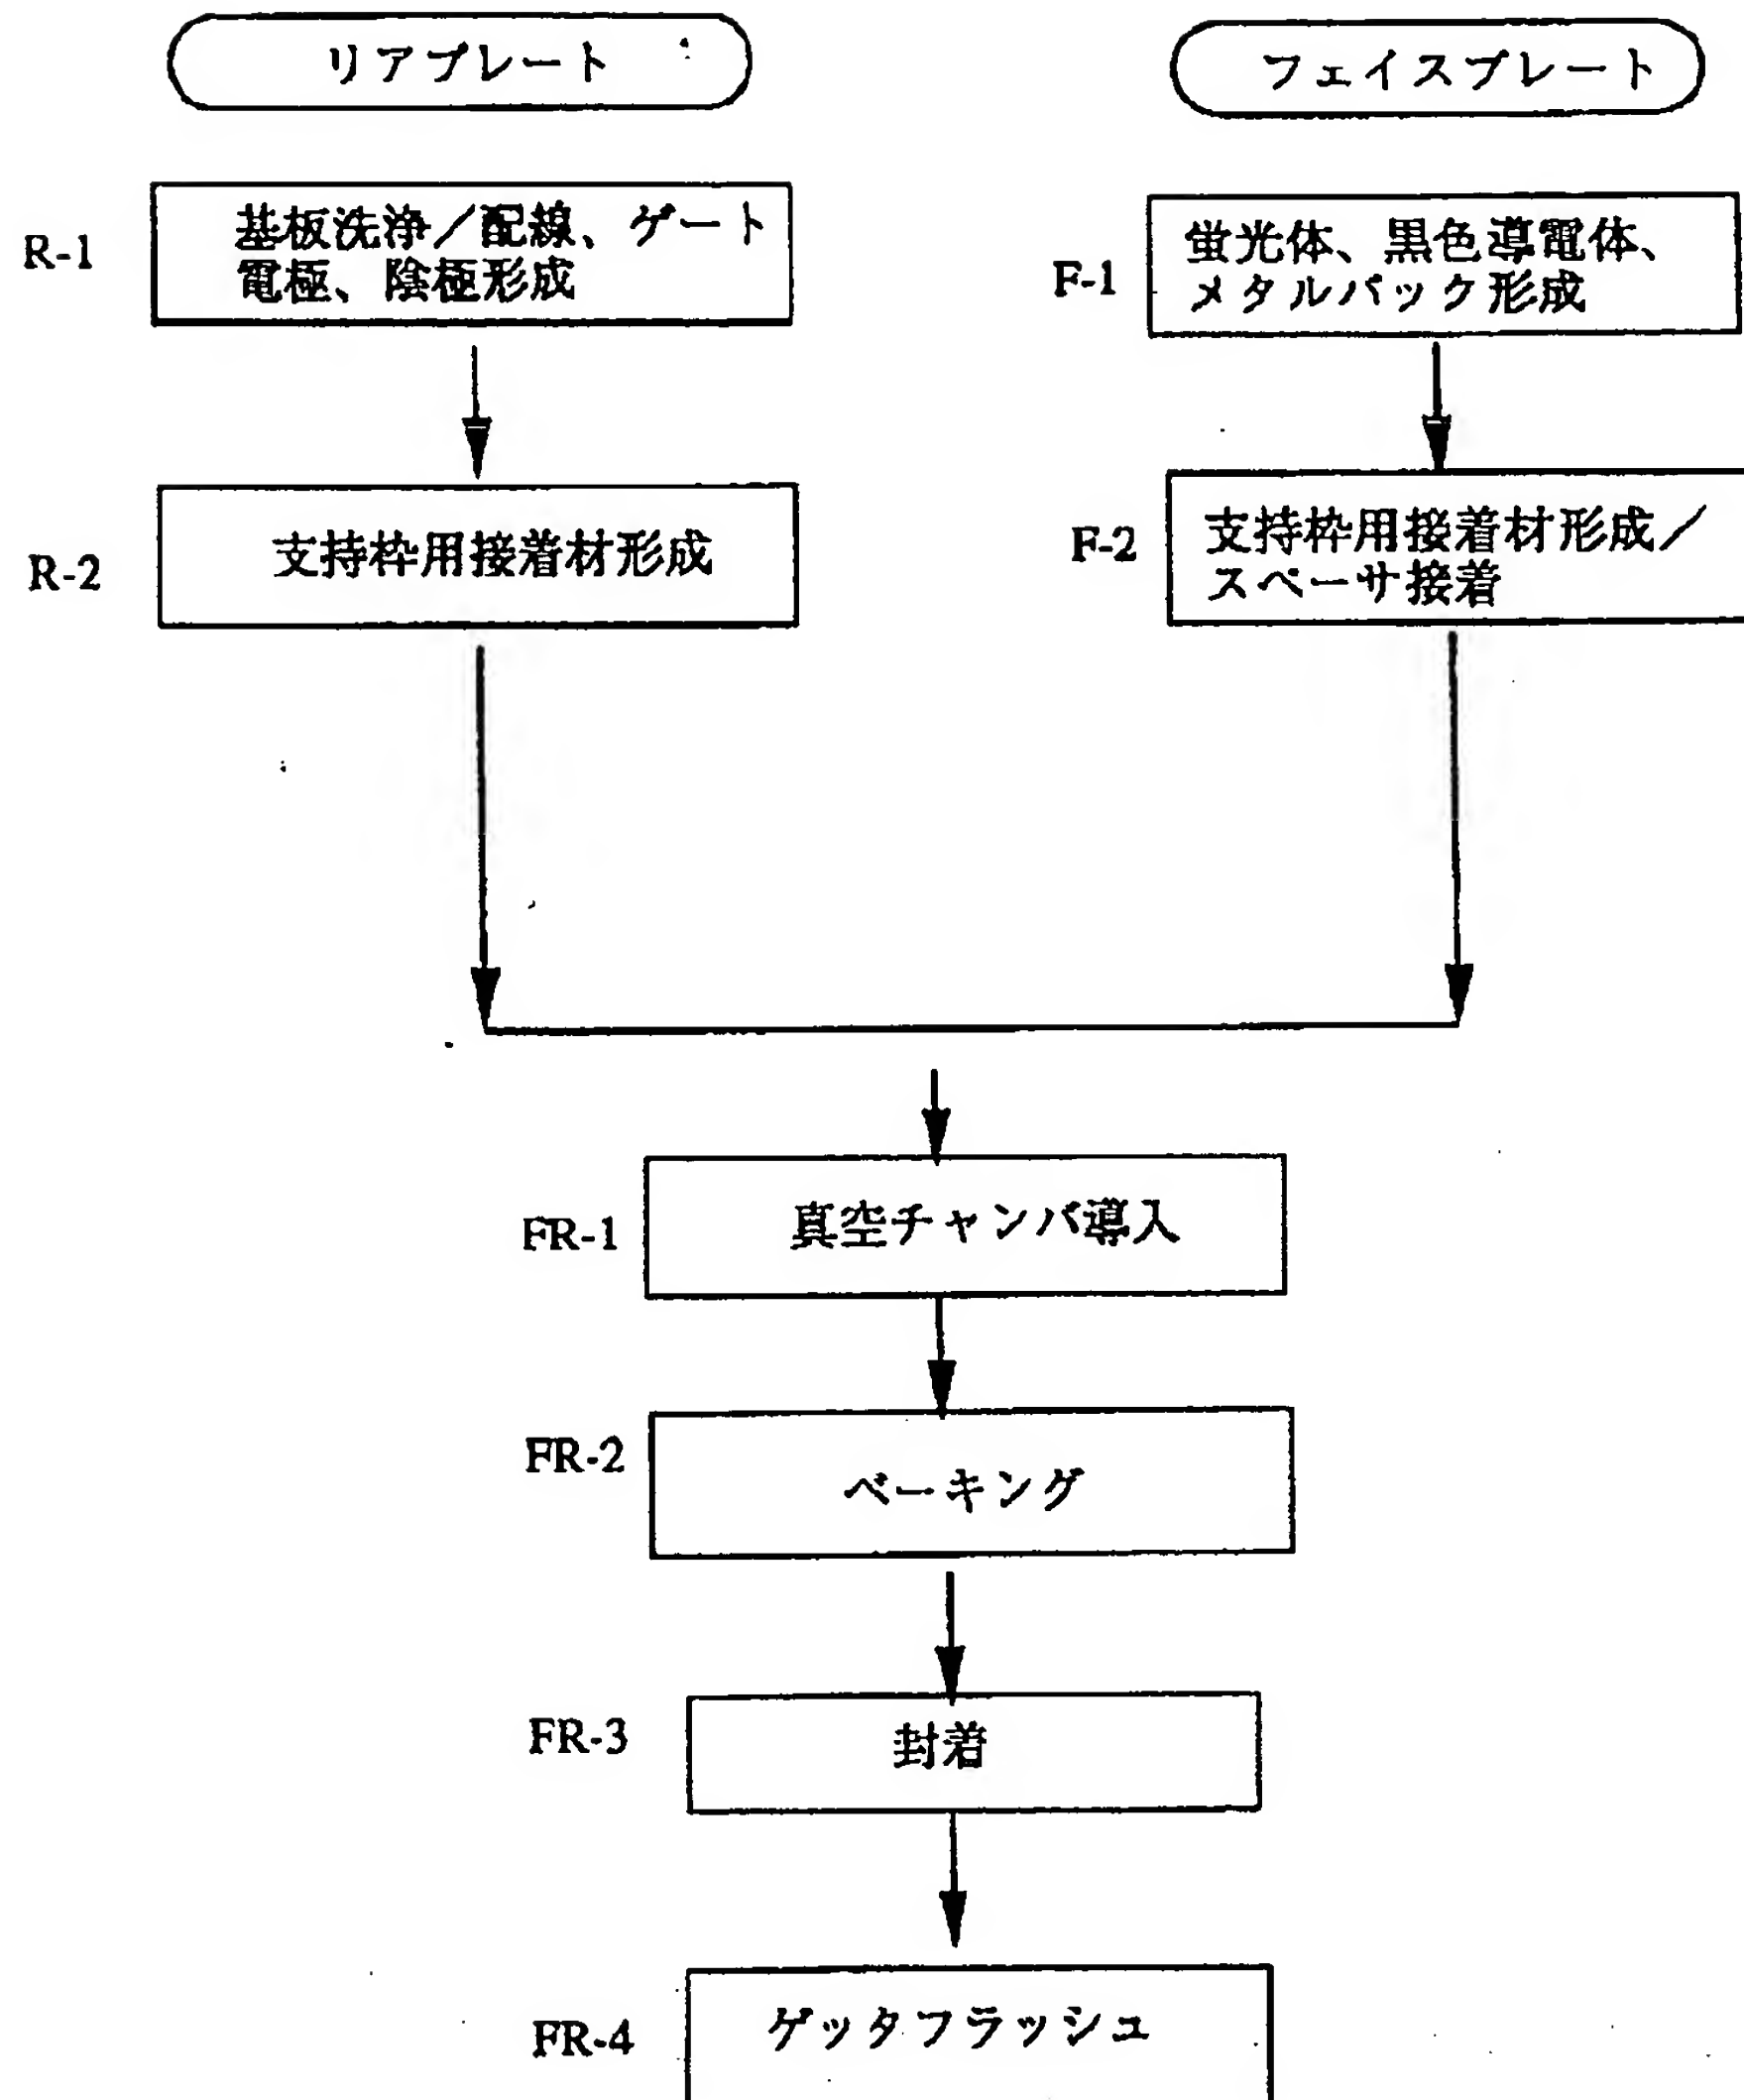 リアプレート
フェイスプレート
R-1
基板洗浄／配線、ゲート
電極、陰極形成
F-1
蛍光体、黒色導電体、
メタルバック形成
R-2
支持枠用接着材形成
F-2
支持枠用接着材形成／
スペーサ接着
FR-1
真空チャンバ導入
FR-2
ベーキング
FR-3
封着
FR-4
ゲッタフラッシュ